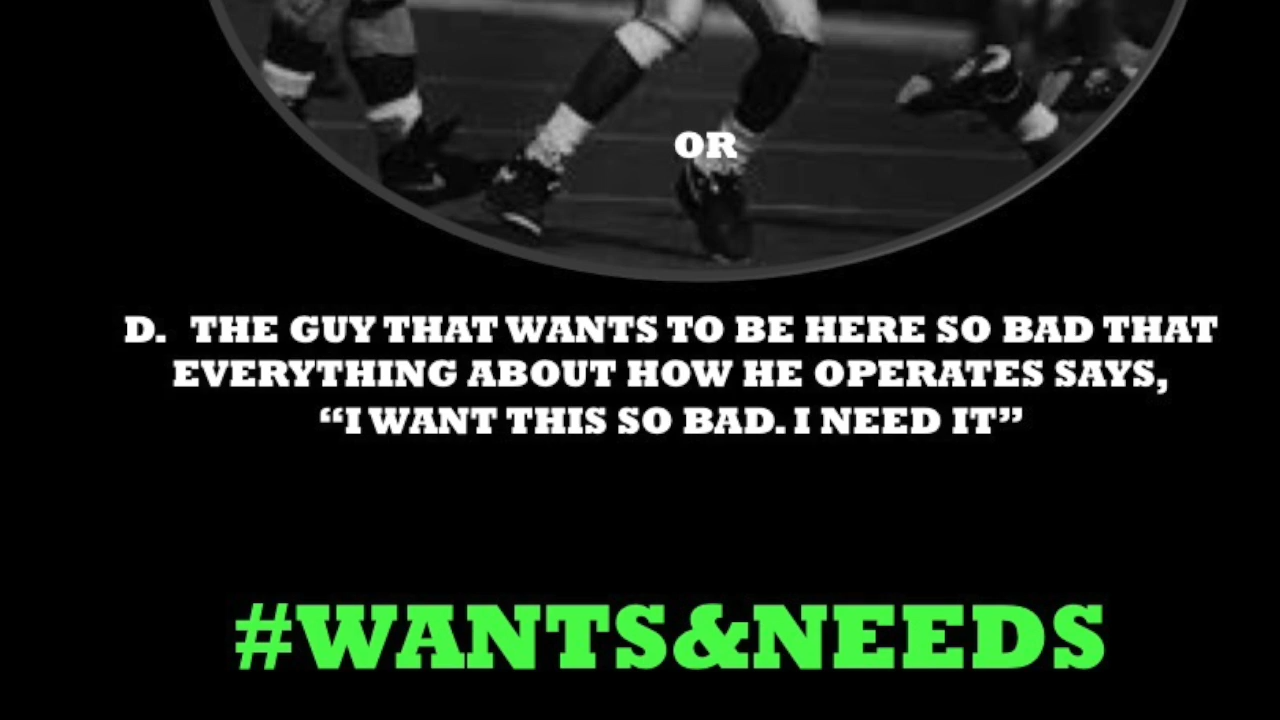 OR
D. THE GUY THAT WANTS TO BE HERE SO BAD THAT
EVERYTHING ABOUT HOW HE OPERATES SAYS,
“I WANT THIS SO BAD. I NEED IT”
#WANTS&NEEDS